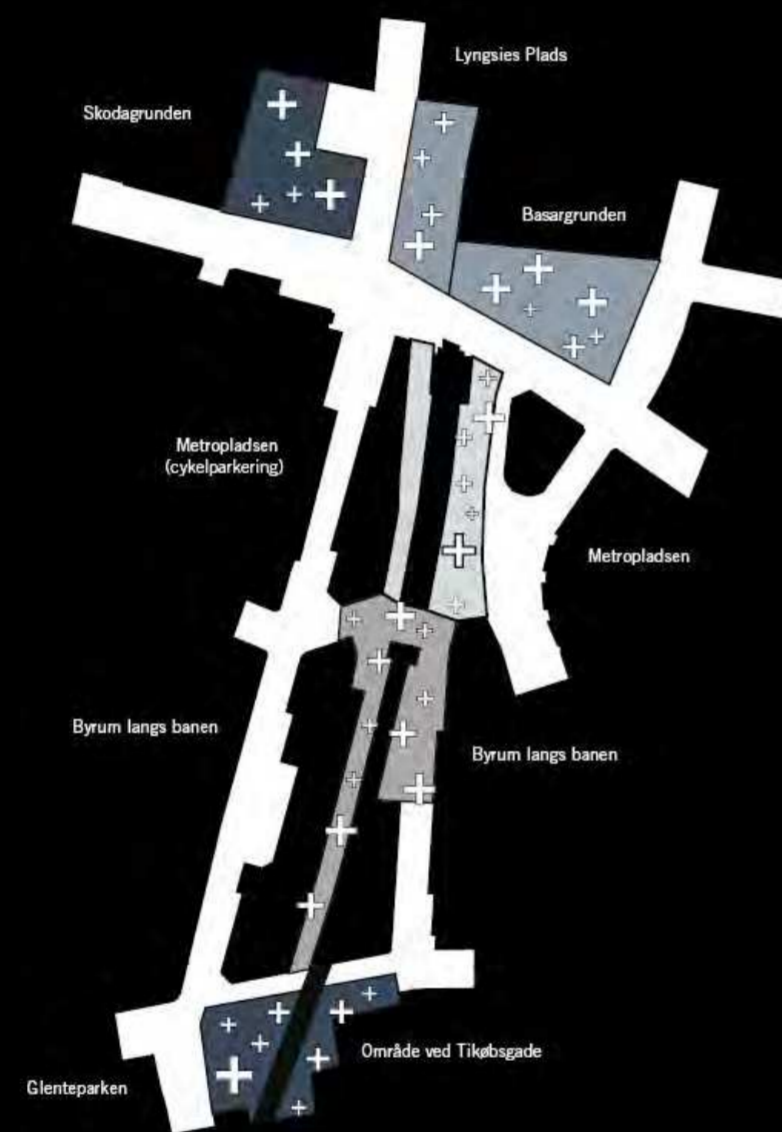 Lyngsies Plads
Skodagrunden
Basargrunden
Metropladsen
(cykelparkering)
Metropladsen
Byrum langs banen
Byrum langs banen
Område ved Tikøbsgade
Glenteparken